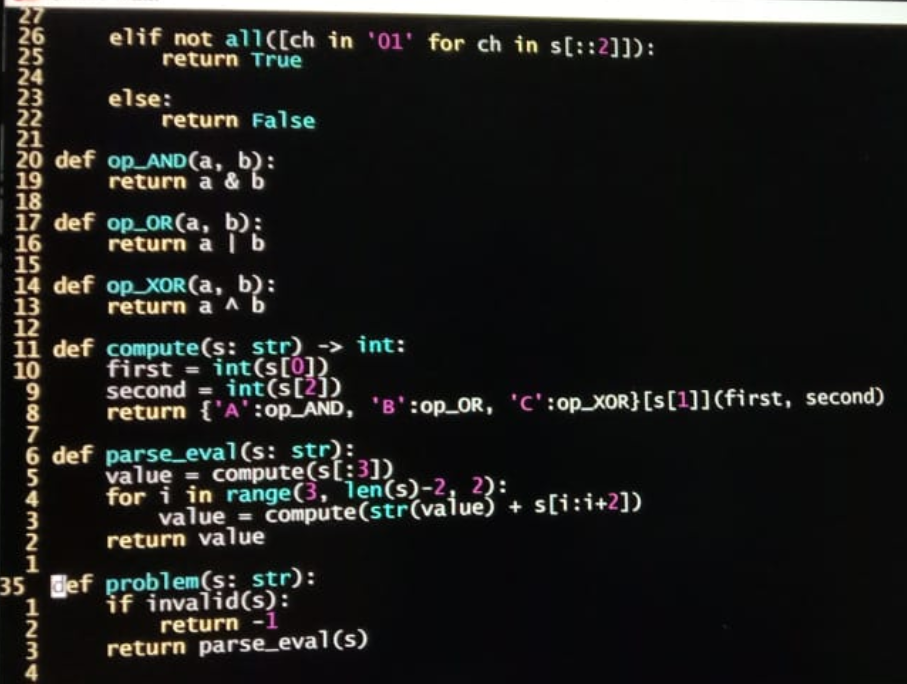 27
26     elif not all([ch in '01' for ch in s[::2]]):
25         return True
24
23     else:
22         return False
21
20 def op_AND(a, b):
19     return a & b
18
17 def op_OR(a, b):
16     return a | b
15
14 def op_XOR(a, b):
13     return a ^ b
12
11 def compute(s: str) -> int:
10     first = int(s[0])
9     second = int(s[2])
8     return {'A':op_AND, 'B':op_OR, 'C':op_XOR}[s[1]](first, second)
7
6 def parse_eval(s: str):
5     value = compute(s[:3])
4     for i in range(3, len(s)-2, 2):
3         value = compute(str(value) + s[i:i+2])
2     return value
1
35 def problem(s: str):
1     if invalid(s):
2         return -1
3     return parse_eval(s)
4